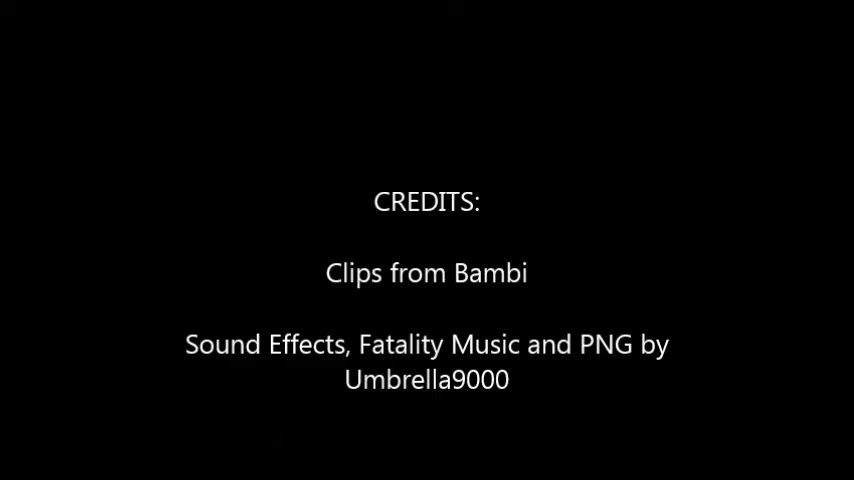 CREDITS:
Clips from Bambi
Sound Effects, Fatality Music and PNG by
Umbrella9000